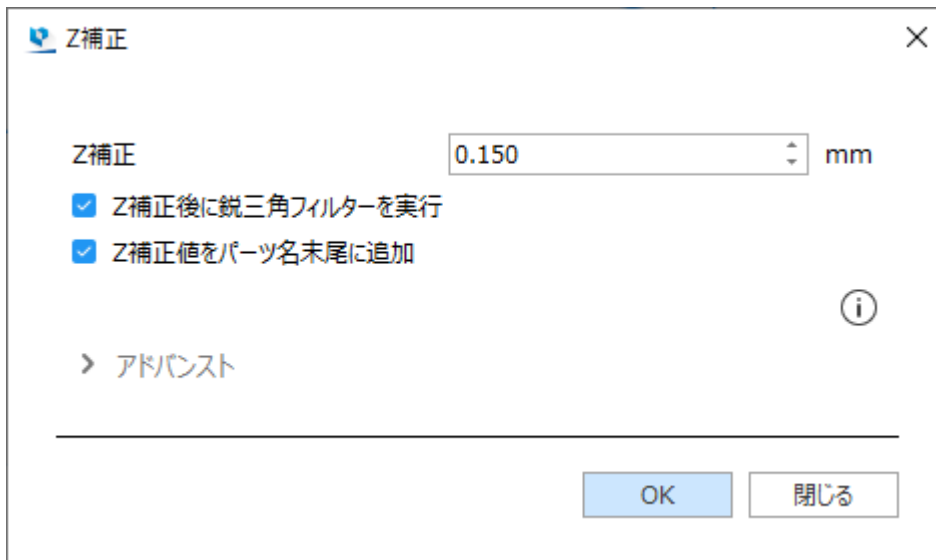 Z補正
Z補正 0.150 mm
Z補正後に鋭三角フィルターを実行
Z補正値をパーツ名末尾に追加
アドバンスト
OK 閉じる